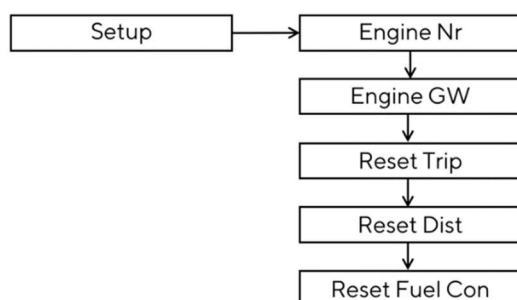 Setup
Engine Nr
Engine GW
Reset Trip
Reset Dist
Reset Fuel Con